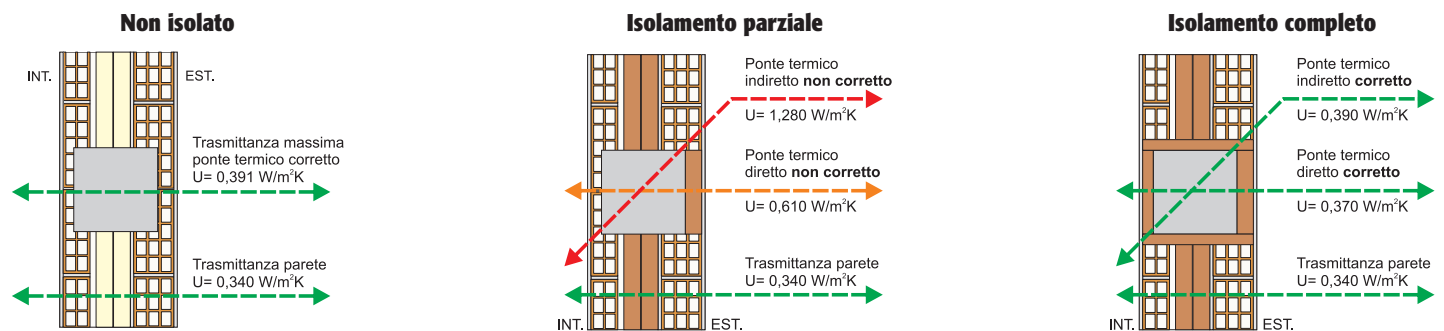 Non isolato
INT.
EST.
Trasmittanza massima
ponte termico corretto
U= 0,391 W/m²K
Trasmittanza parete
U= 0,340 W/m²K
Isolamento parziale
Ponte termico
indiretto non corretto
U= 1,280 W/m²K
Ponte termico
diretto non corretto
U= 0,610 W/m²K
Trasmittanza parete
U= 0,340 W/m²K
INT.
EST.
Isolamento completo
Ponte termico
indiretto corretto
U= 0,390 W/m²K
Ponte termico
diretto corretto
U= 0,370 W/m²K
Trasmittanza parete
U= 0,340 W/m²K
INT.
EST.